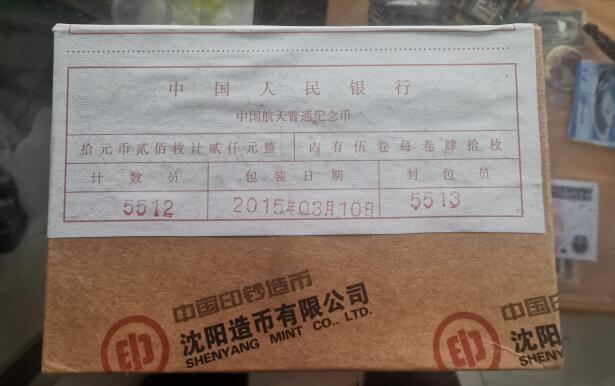 中国人民银行
中国航天普通纪念币
拾元币贰佰枚计贰仟元整 内有伍卷每卷肆拾枚
计数员 包装日期 封包员
5512 2015年03月10日 5513
中国印钞造币
沈阳造币有限公司
SHENYANG MINT CO., LTD.
中国印
沈阳造
SHENYANG